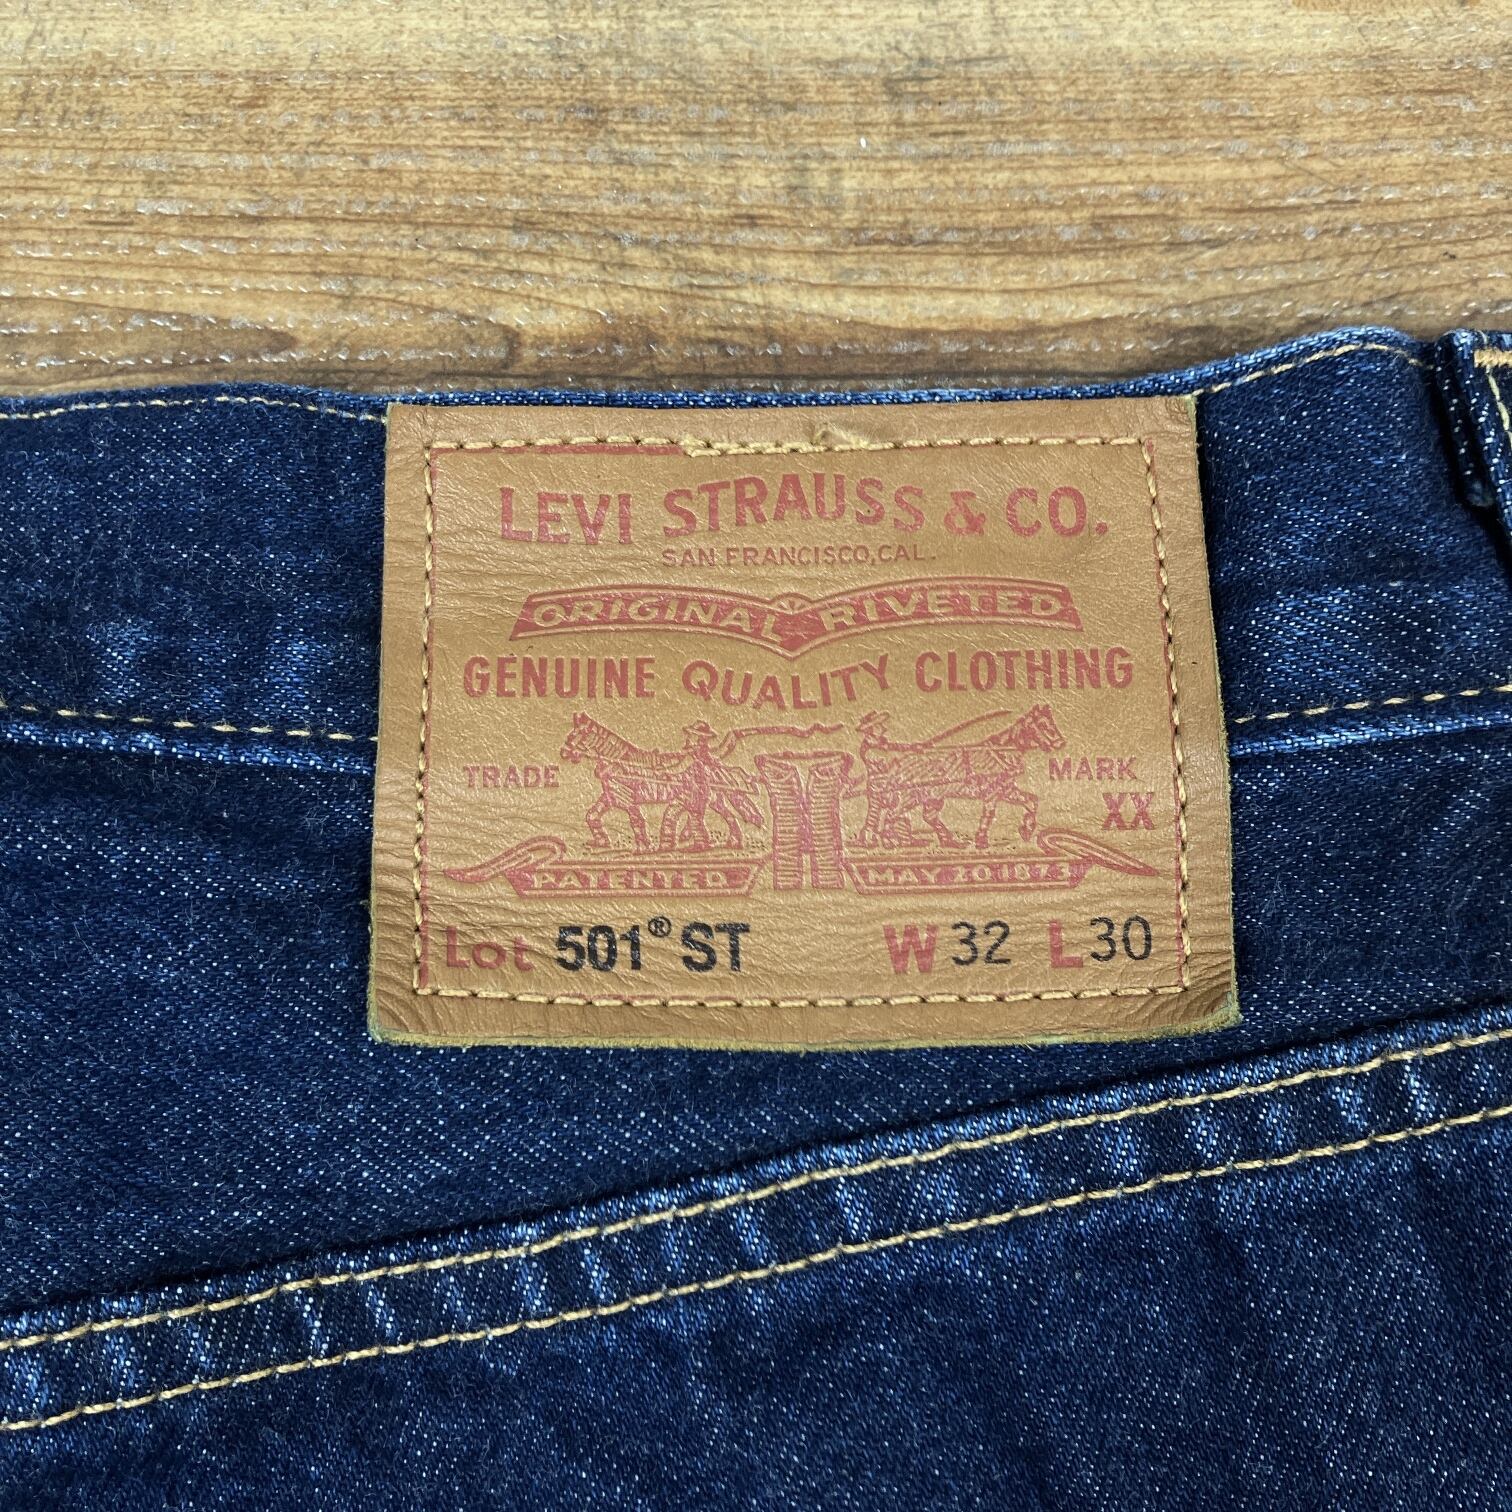 LEVI STRAUSS & CO.
SAN FRANCISCO, CAL.
ORIGINAL RIVETED
GENUINE QUALITY CLOTHING
TRADE MARK
XX
PATENTED MAY 20 1873
Lot 501® ST W 32 L 30